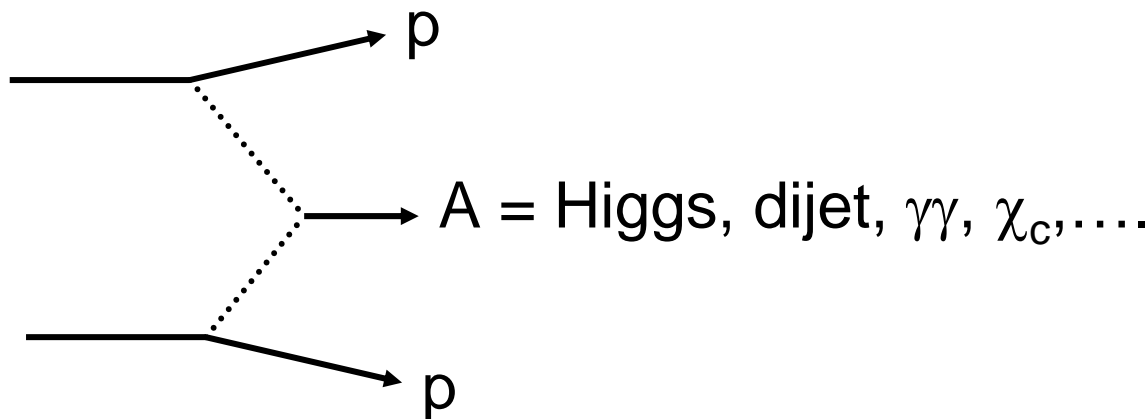 p
A = Higgs, dijet, γγ, χc,….
p